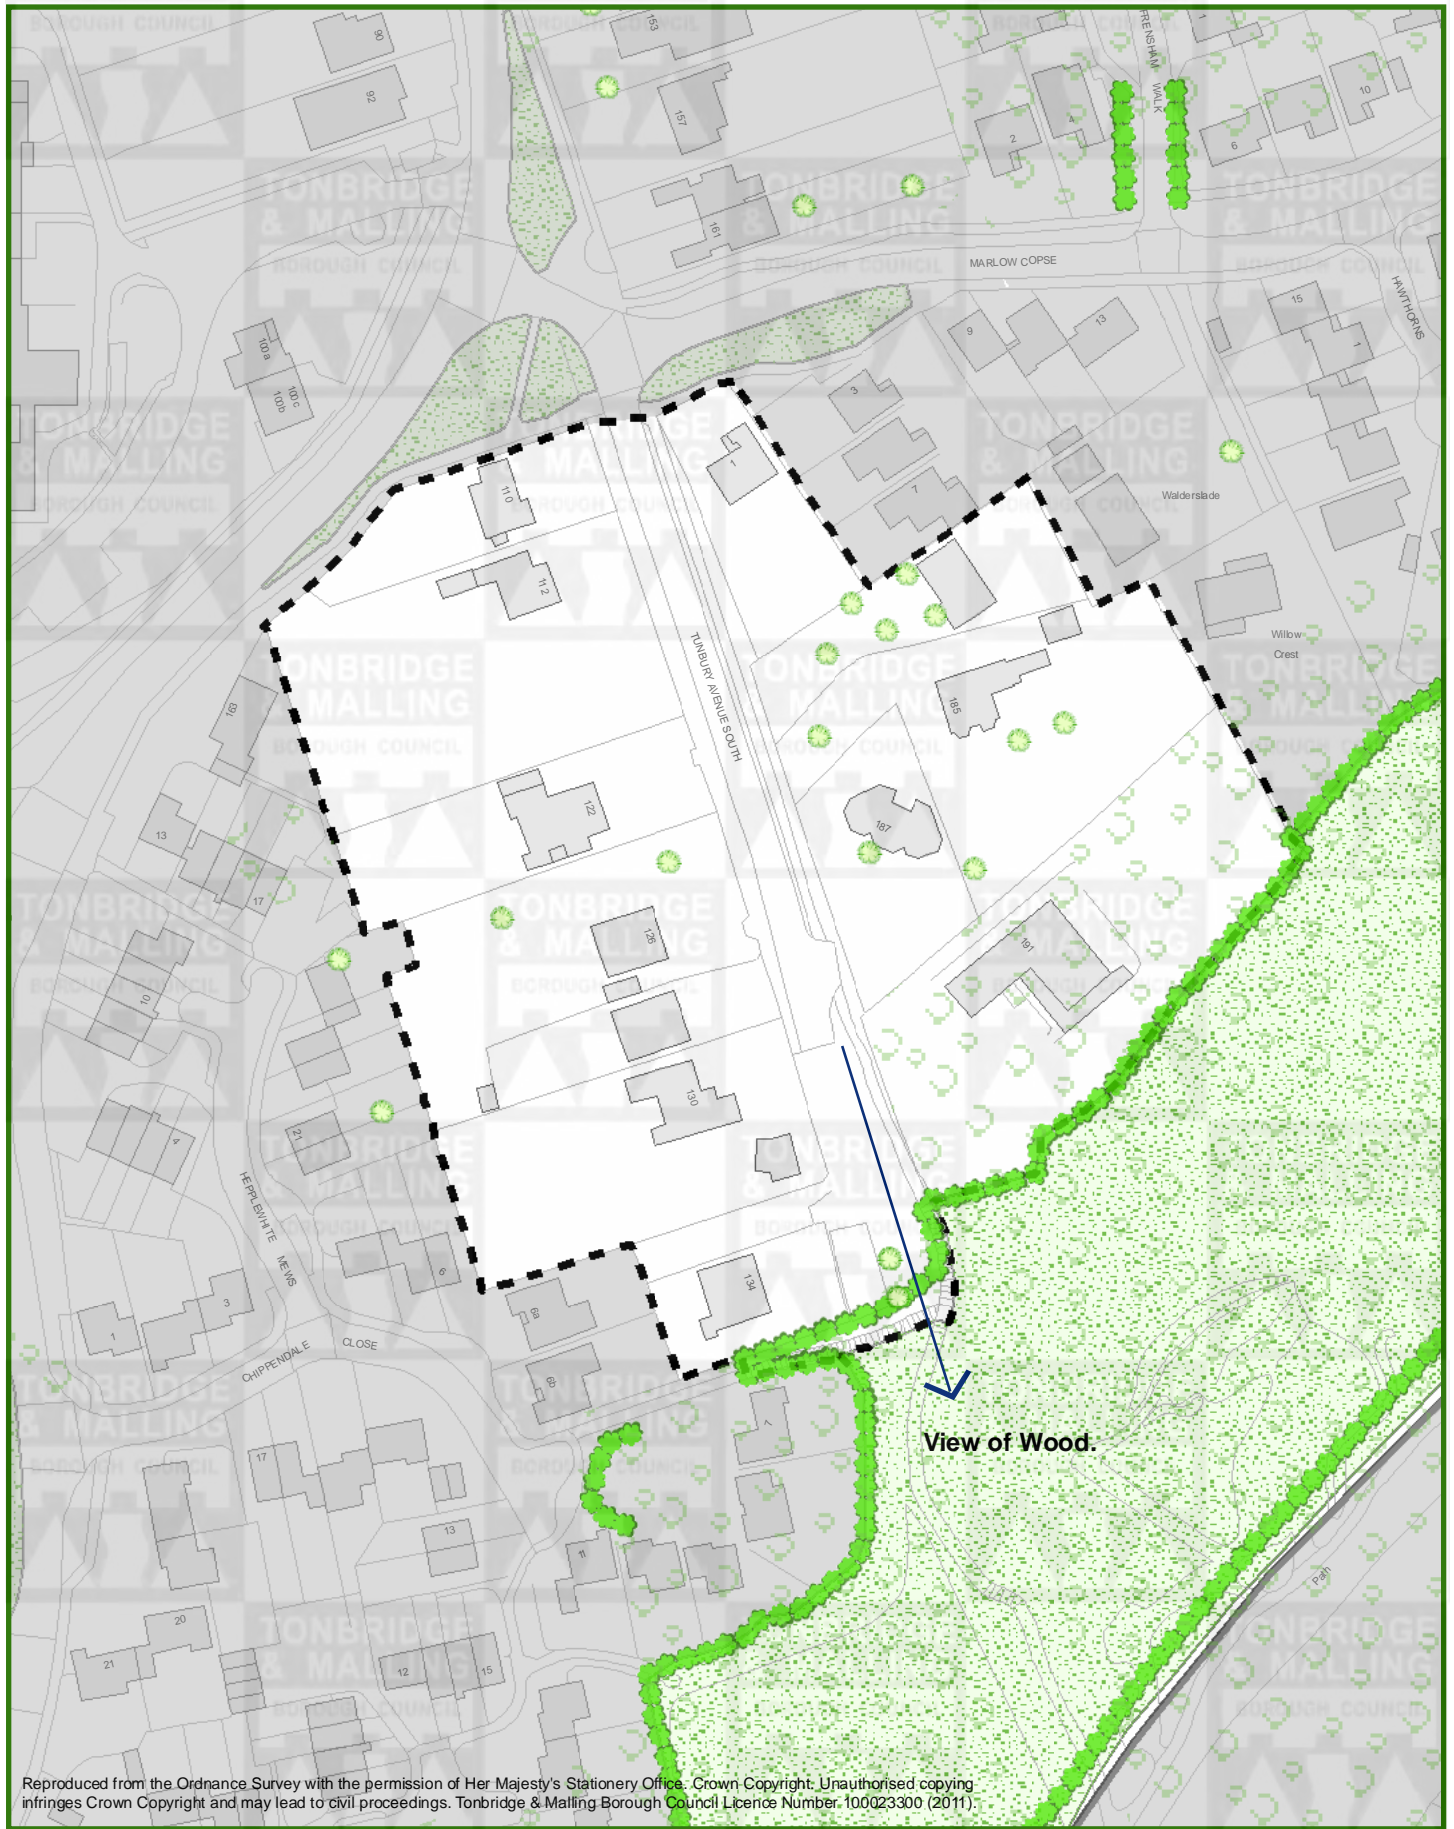 90
92
153
157
161
FRENSHAM WALK
1
2
4
6
10
MARLOW COPSE
HAWTHORNS
9
13
15
1
3
7
100a
100b
100c
110
112
1
Walderslade
Willow
Crest
TUNBURY AVENUE SOUTH
163
13
17
185
187
122
126
191
10
4
21
130
HEPPLEWHITE MEWS
6
134
1
3
6a
6b
CHIPPENDALE CLOSE
7
View of Wood.
17
13
11
Path
20
21
12
15
TONBRIDGE
& MALLING
BOROUGH COUNCIL
Reproduced from the Ordnance Survey with the permission of Her Majesty's Stationery Office. Crown Copyright. Unauthorised copying
infringes Crown Copyright and may lead to civil proceedings. Tonbridge & Malling Borough Council Licence Number 100023300 (2011).